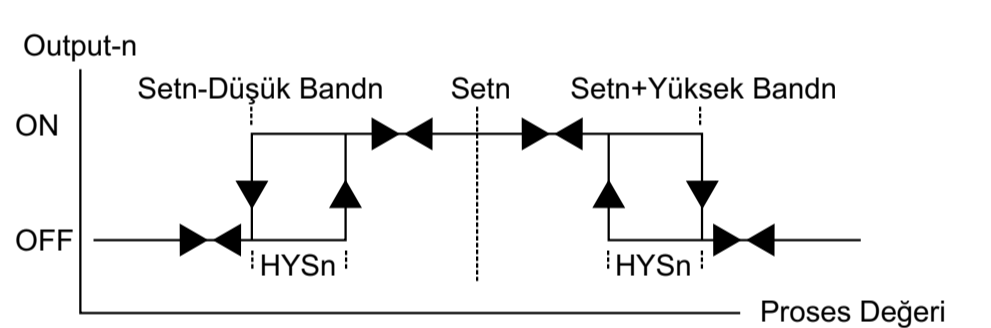 Output-n
Setn-Düşük Bandn Setn Setn+Yüksek Bandn
ON
OFF
HYSn HYSn
Proses Değeri